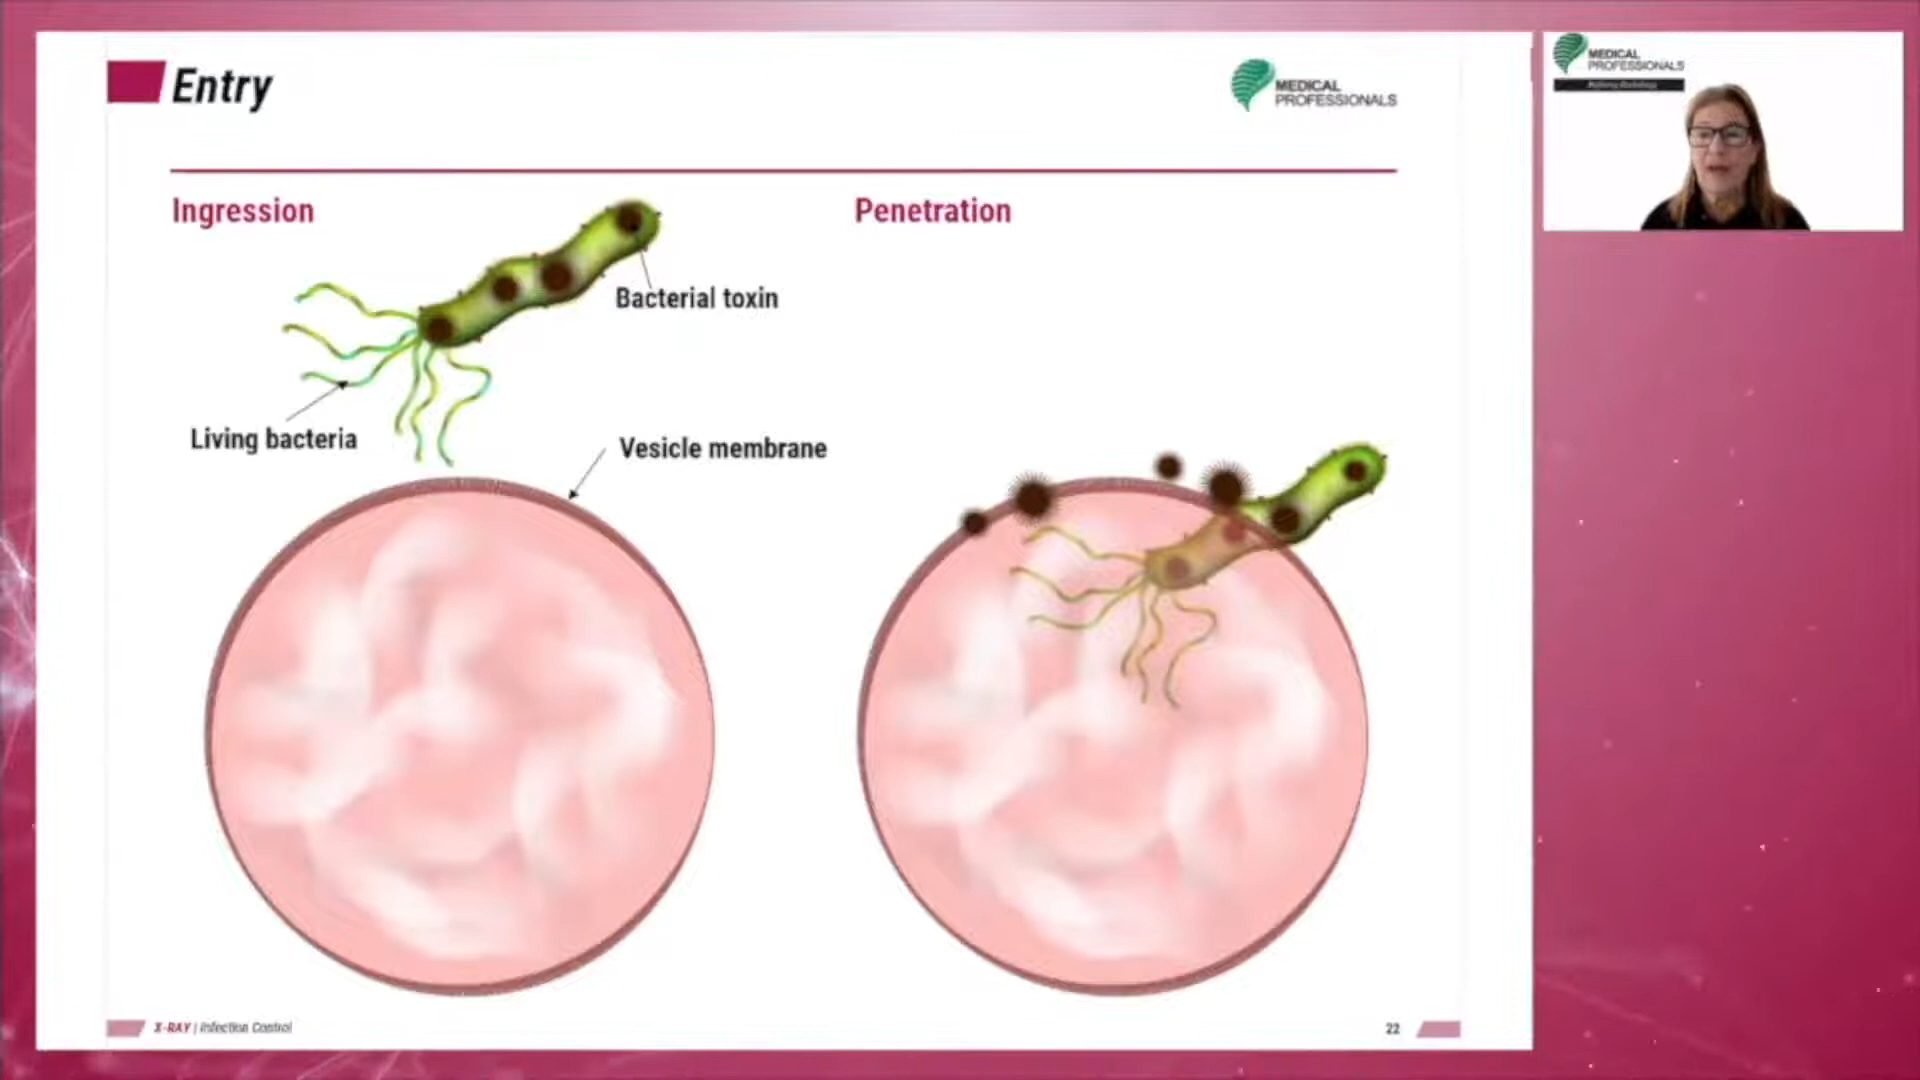 Entry
MEDICAL
PROFESSIONALS
MEDICAL
PROFESSIONALS
Ingression
Penetration
Bacterial toxin
Living bacteria
Vesicle membrane
X-RAY | Infection Control
22